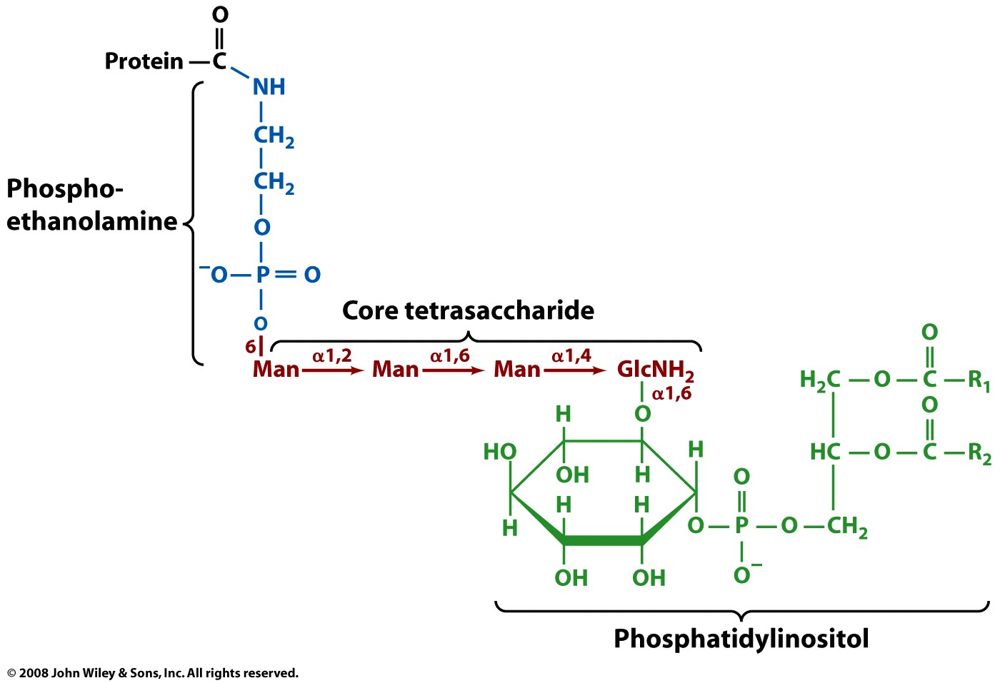 O
Protein — C
NH
CH₂
Phospho-
ethanolamine
CH₂
O
⁻O — P = O
O
Core tetrasaccharide
6
Man α1,2 Man α1,6 Man α1,4 GlcNH₂
α1,6
O
H₂C — O — C — R₁
O
HC — O — C — R₂
O
H
HO
OH
H
H
H
H
H
OH
OH
O — P — O — CH₂
O
O⁻
Phosphatidylinositol
© 2008 John Wiley & Sons, Inc. All rights reserved.